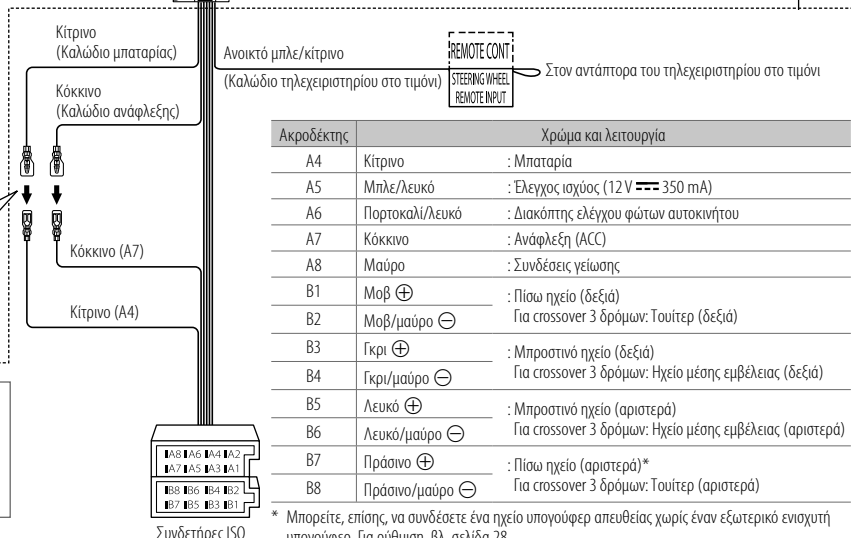 Κίτρινο
(Καλώδιο μπαταρίας)
Κόκκινο
(Καλώδιο ανάφλεξης)
Ανοικτό μπλε/κίτρινο
(Καλώδιο τηλεχειριστηρίου στο τιμόνι)
REMOTE CONT
STEERING WHEEL
REMOTE INPUT
Στον αντάπτορα του τηλεχειριστηρίου στο τιμόνι
Κόκκινο (A7)
Κίτρινο (A4)
Ακροδέκτης Χρώμα και λειτουργία
A4 Κίτρινο : Μπαταρία
A5 Μπλε/λευκό : Έλεγχος ισχύος (12 V ⎓ 350 mA)
A6 Πορτοκαλί/λευκό : Διακόπτης ελέγχου φώτων αυτοκινήτου
A7 Κόκκινο : Ανάφλεξη (ACC)
A8 Μαύρο : Συνδέσεις γείωσης
B1 Μοβ ⊕ : Πίσω ηχείο (δεξιά)
B2 Μοβ/μαύρο ⊖ Για crossover 3 δρόμων: Τουίτερ (δεξιά)
B3 Γκρι ⊕ : Μπροστινό ηχείο (δεξιά)
B4 Γκρι/μαύρο ⊖ Για crossover 3 δρόμων: Ηχείο μέσης εμβέλειας (δεξιά)
B5 Λευκό ⊕ : Μπροστινό ηχείο (αριστερά)
B6 Λευκό/μαύρο ⊖ Για crossover 3 δρόμων: Ηχείο μέσης εμβέλειας (αριστερά)
B7 Πράσινο ⊕ : Πίσω ηχείο (αριστερά)*
B8 Πράσινο/μαύρο ⊖ Για crossover 3 δρόμων: Τουίτερ (αριστερά)
A8 A6 A4 A2
A7 A5 A3 A1
B8 B6 B4 B2
B7 B5 B3 B1
Συνδετήρες ISO
* Μπορείτε, επίσης, να συνδέσετε ένα ηχείο υπογούφερ απευθείας χωρίς έναν εξωτερικό ενισχυτή
υπογούφερ. Για ρύθμιση, βλ. σελίδα 28.